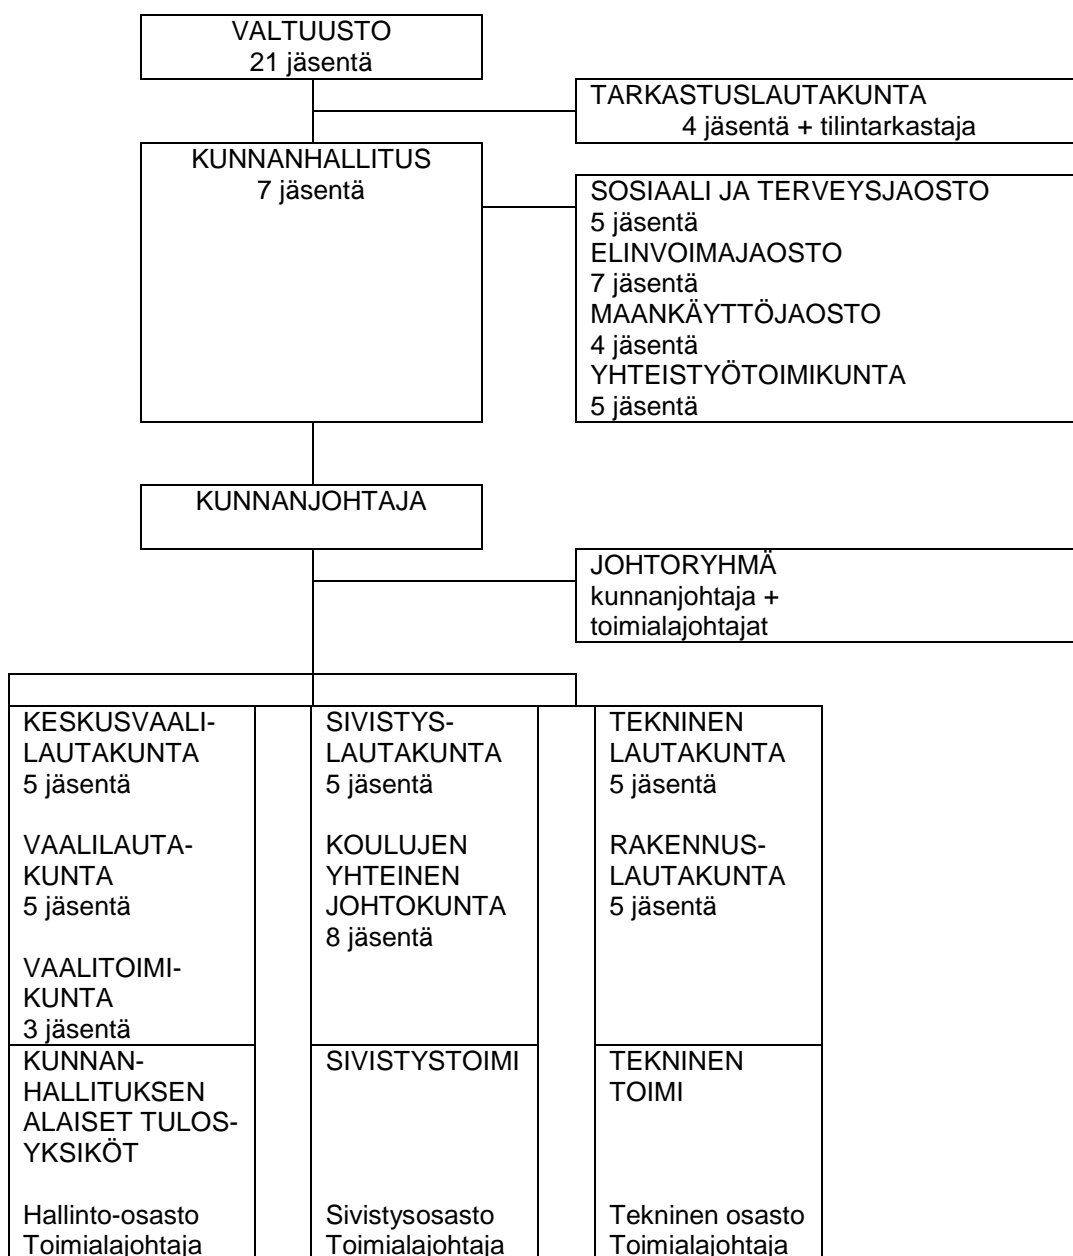 VALTUUSTO
21 jäsentä
TARKASTUSLAUTAKUNTA
4 jäsentä + tilintarkastaja
KUNNANHALLITUS
7 jäsentä
SOSIAALI JA TERVEYSJAOSTO
5 jäsentä
ELINVOIMAJAOSTO
7 jäsentä
MAANKÄYTTÖJAOSTO
4 jäsentä
YHTEISTYÖTOIMIKUNTA
5 jäsentä
KUNNANJOHTAJA
JOHTORYHMÄ
kunnanjohtaja +
toimialajohtajat
KESKUSVAALI-
LAUTAKUNTA
5 jäsentä
VAALILAUTA-
KUNTA
5 jäsentä
VAALITOIMI-
KUNTA
3 jäsentä
SIVISTYS-
LAUTAKUNTA
5 jäsentä
KOULUJEN
YHTEINEN
JOHTOKUNTA
8 jäsentä
TEKNINEN
LAUTAKUNTA
5 jäsentä
RAKENNUS-
LAUTAKUNTA
5 jäsentä
KUNNAN-
HALLITUKSEN
ALAISET TULOS-
YKSIKÖT
Hallinto-osasto
Toimialajohtaja
SIVISTYSTOIMI
Sivistysosasto
Toimialajohtaja
TEKNINEN
TOIMI
Tekninen osasto
Toimialajohtaja